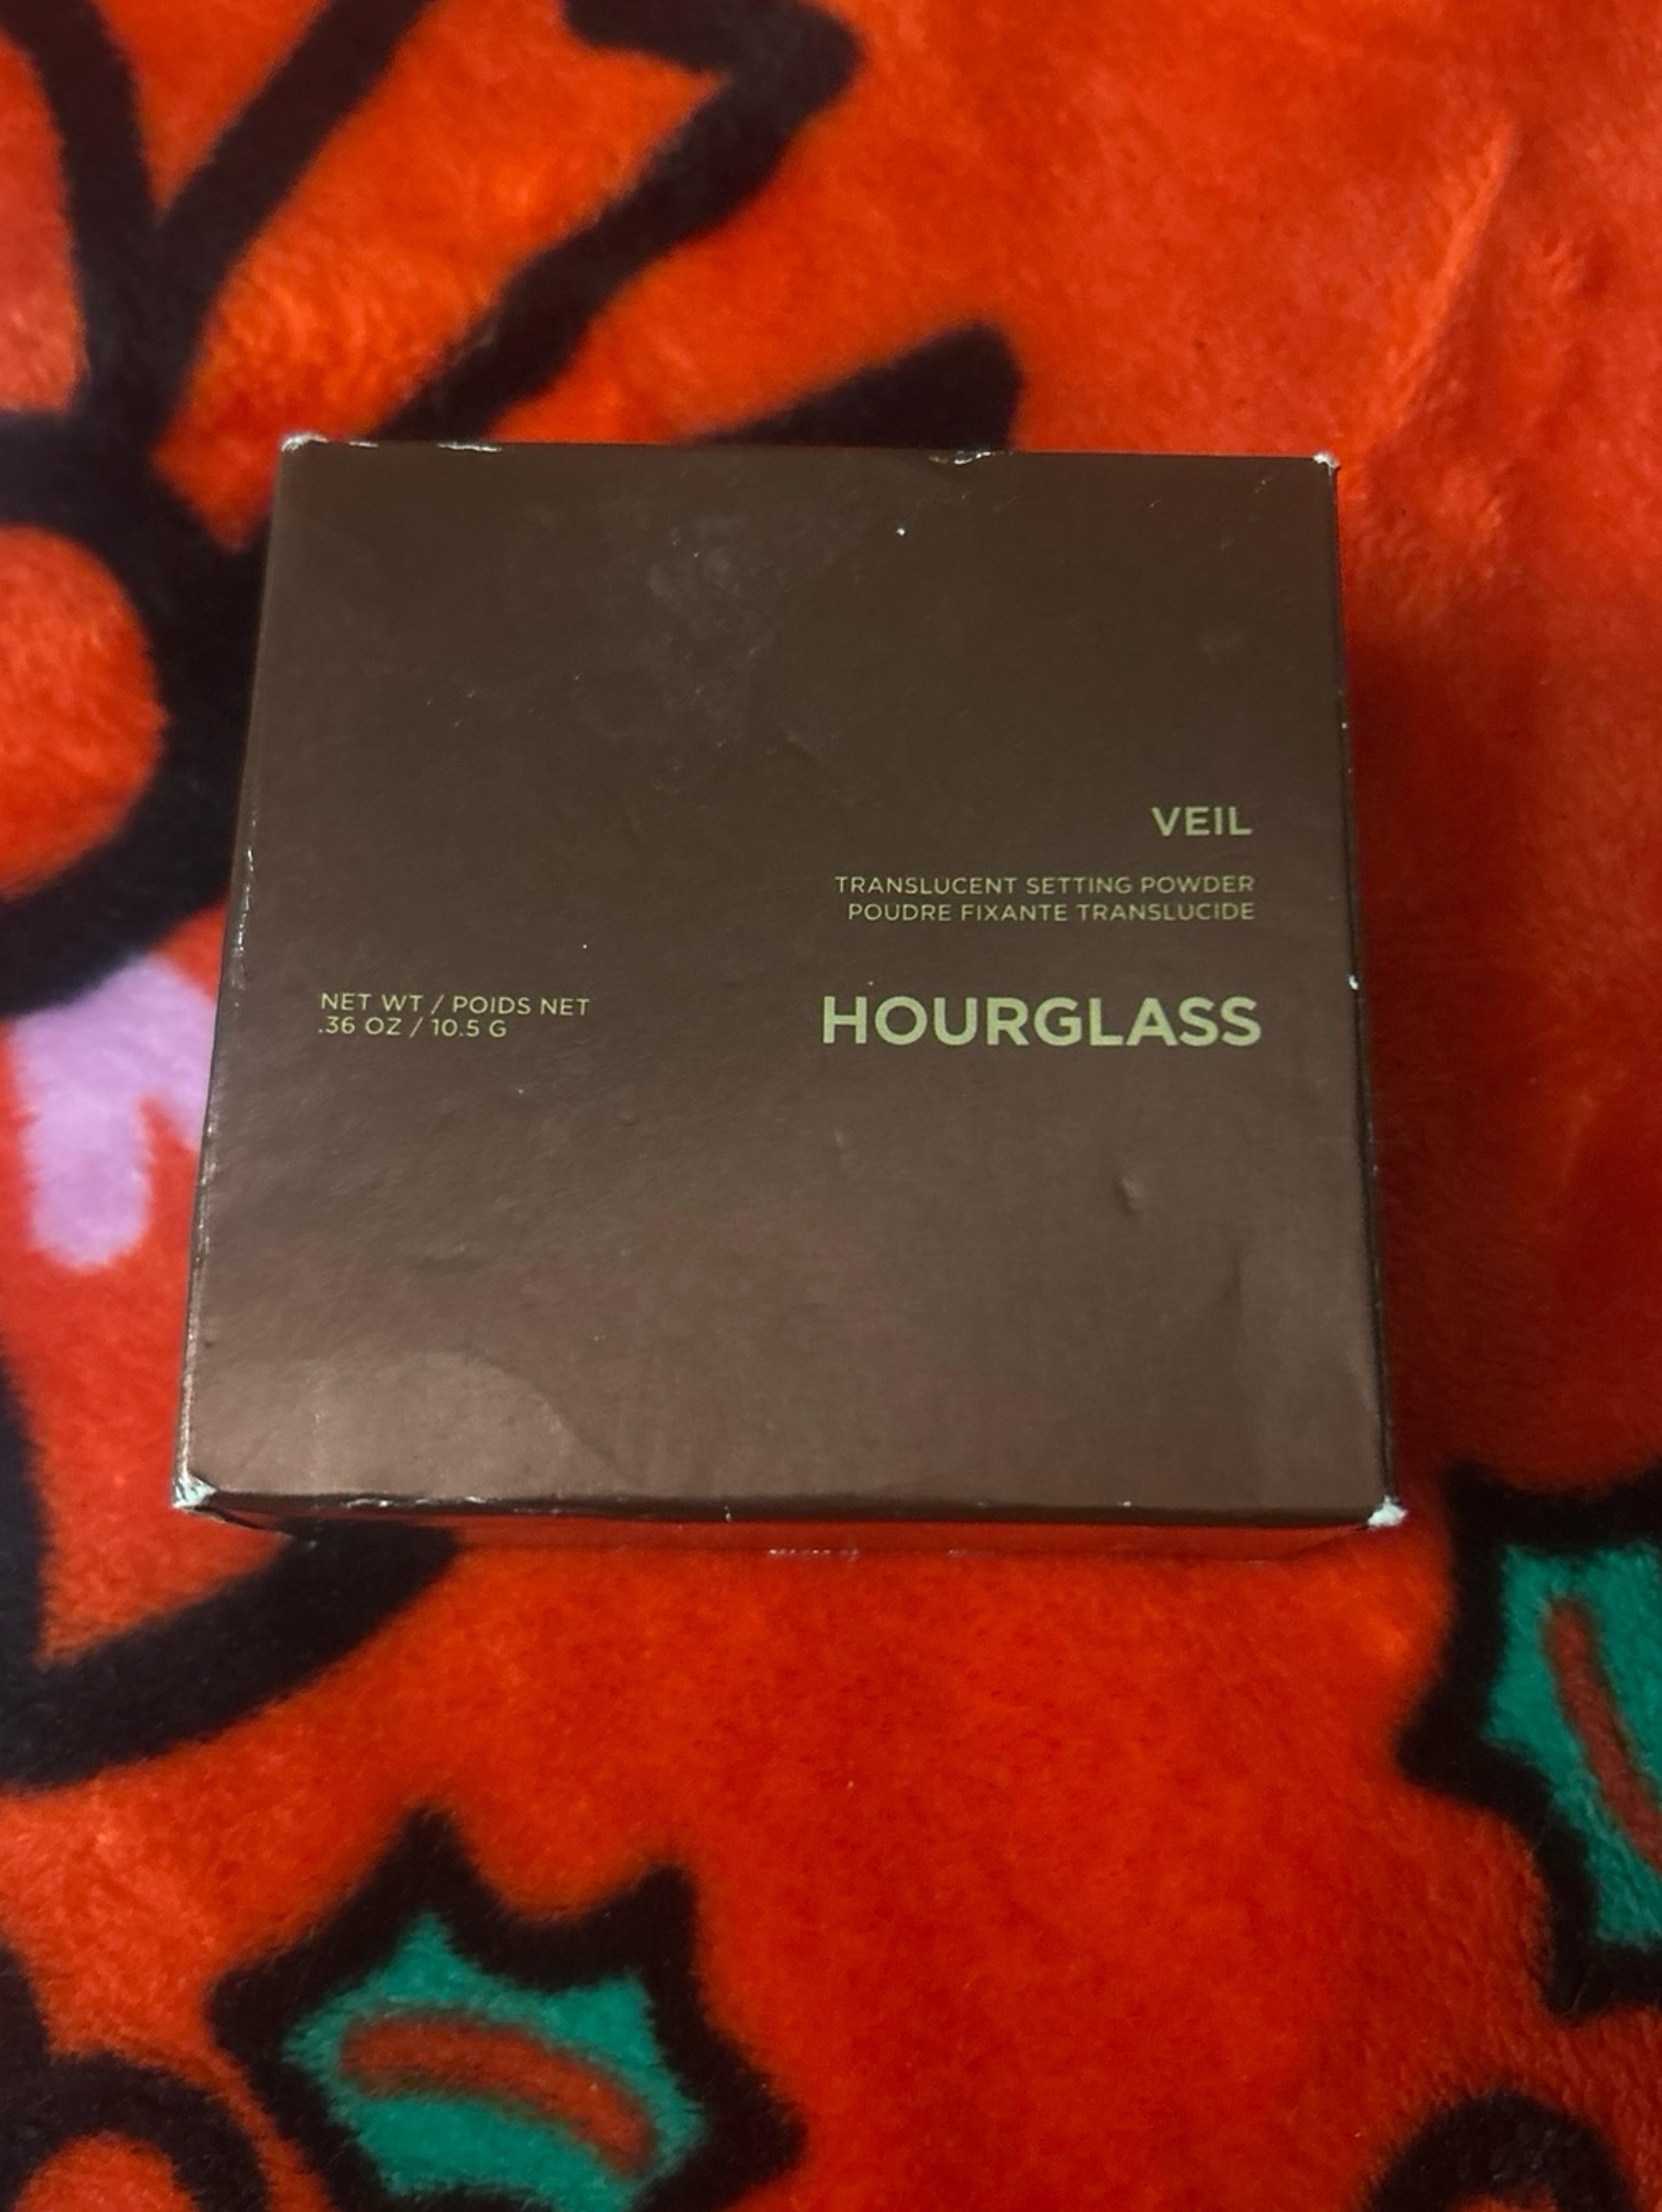 VEIL
TRANSLUCENT SETTING POWDER
POUDRE FIXANTE TRANSLUCIDE
NET WT / POIDS NET
.36 OZ / 10.5 G
HOURGLASS